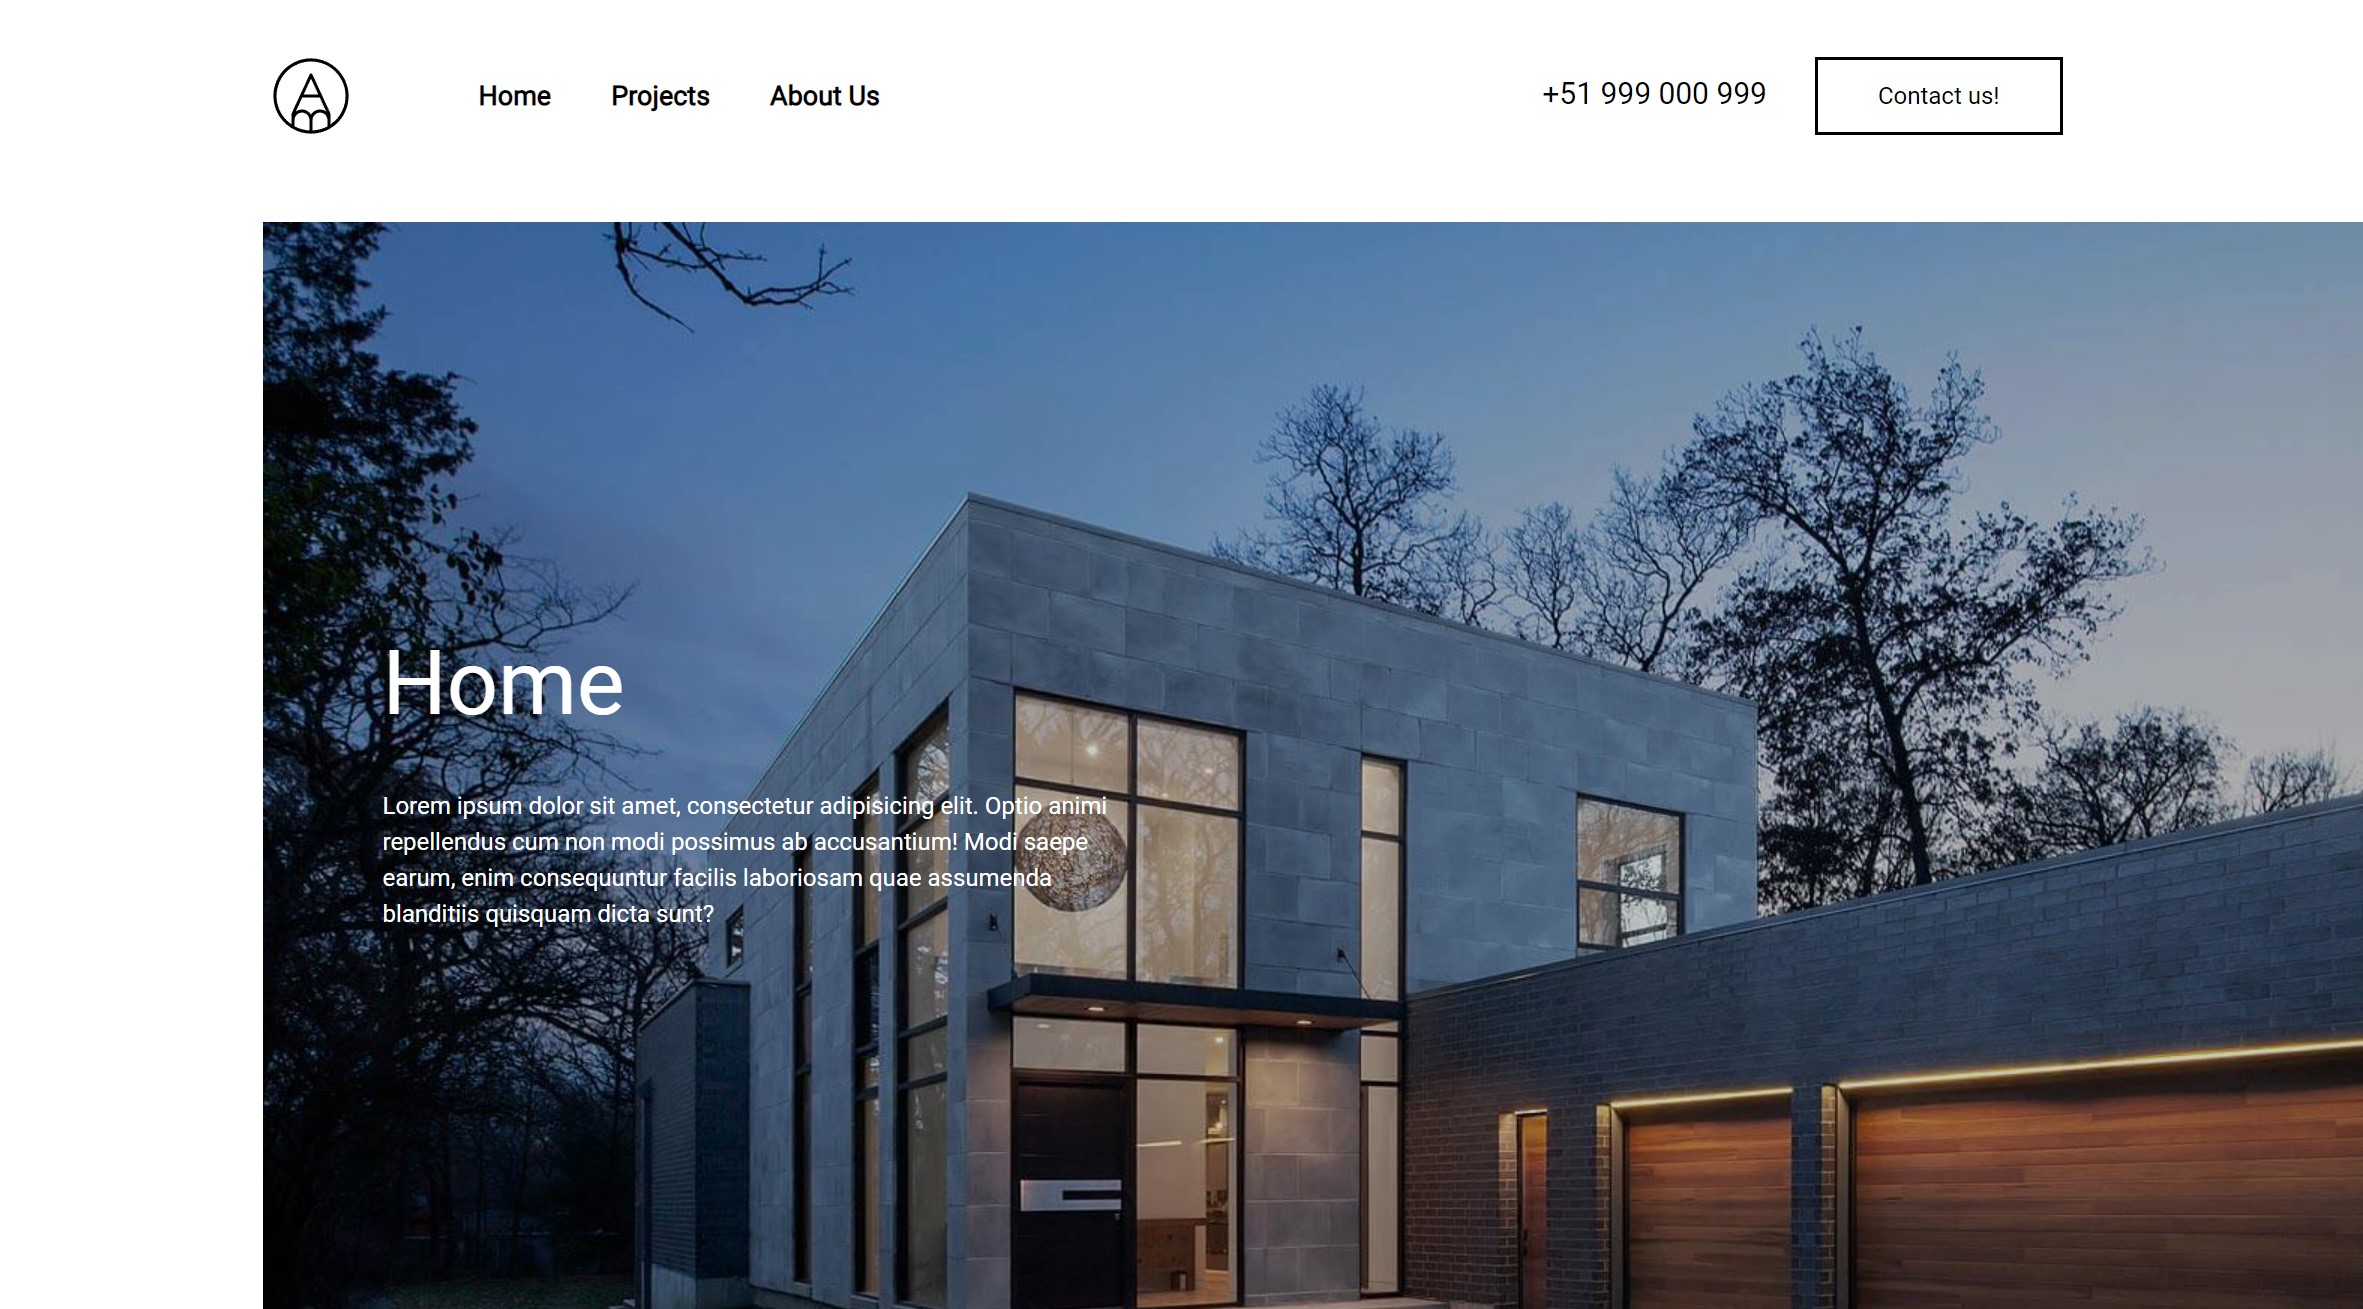 Home Projects About Us +51 999 000 999 Contact us!
Home
Lorem ipsum dolor sit amet, consectetur adipisicing elit. Optio animi
repellendus cum non modi possimus ab accusantium! Modi saepe
earum, enim consequuntur facilis laboriosam quae assumenda
blanditiis quisquam dicta sunt?